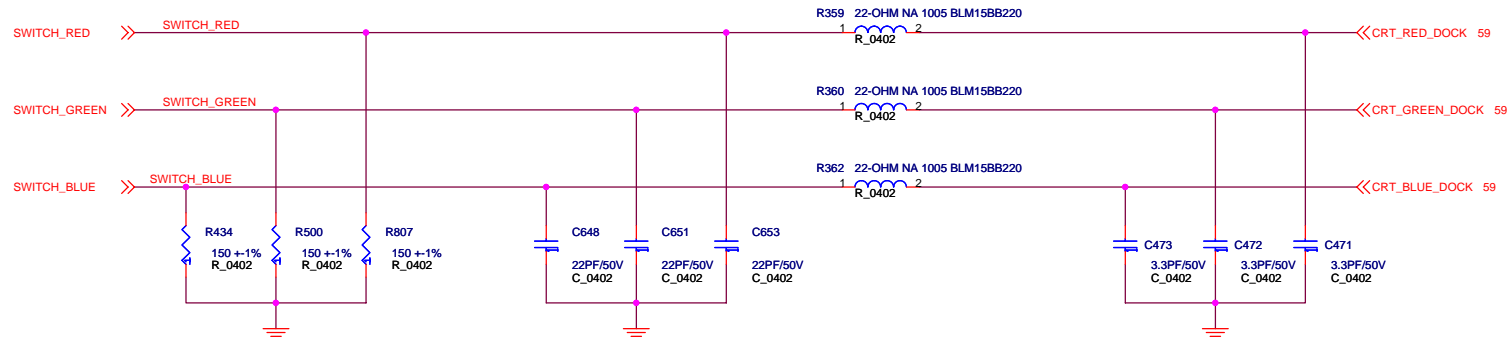 R359 22-OHM NA 1005 BLM15BB220
SWITCH_RED
SWITCH_RED
1
2
R_0402
CRT_RED_DOCK 59
R360 22-OHM NA 1005 BLM15BB220
SWITCH_GREEN
SWITCH_GREEN
1
2
R_0402
CRT_GREEN_DOCK 59
R362 22-OHM NA 1005 BLM15BB220
SWITCH_BLUE
SWITCH_BLUE
1
2
R_0402
CRT_BLUE_DOCK 59
R434
150 +-1%
R_0402
R500
150 +-1%
R_0402
R807
150 +-1%
R_0402
C648
22PF/50V
C_0402
C651
22PF/50V
C_0402
C653
22PF/50V
C_0402
C473
3.3PF/50V
C_0402
C472
3.3PF/50V
C_0402
C471
3.3PF/50V
C_0402